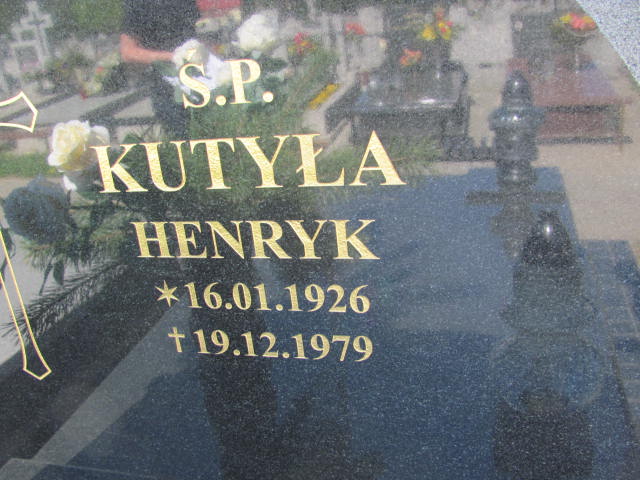 Ś.P.
KUTYŁA
HENRYK
✶16.01.1926
†19.12.1979